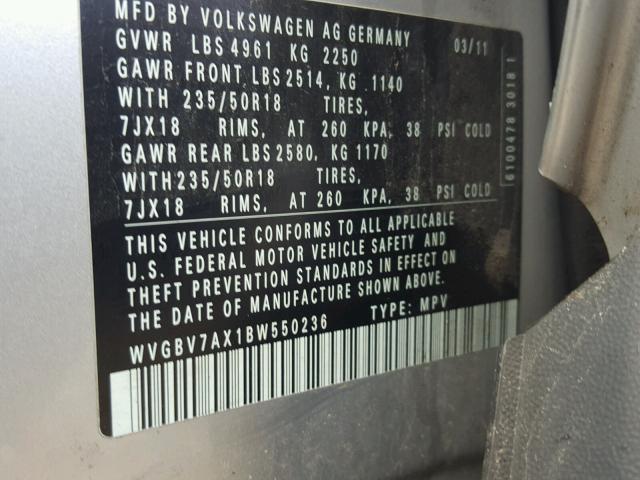 MFD BY VOLKSWAGEN AG GERMANY 03/11
GVWR LBS 4961 KG 2250
GAWR FRONT LBS 2514, KG 1140
WITH 235/50R18 TIRES,
7JX18 RIMS, AT 260 KPA, 38 PSI COLD
GAWR REAR LBS 2580, KG 1170
WITH 235/50R18 TIRES,
7JX18 RIMS, AT 260 KPA, 38 PSI COLD
THIS VEHICLE CONFORMS TO ALL APPLICABLE
U.S. FEDERAL MOTOR VEHICLE SAFETY AND
THEFT PREVENTION STANDARDS IN EFFECT ON
THE DATE OF MANUFACTURE SHOWN ABOVE.
WVGBV7AX1BW550236 TYPE: MPV
6100478 3018 1